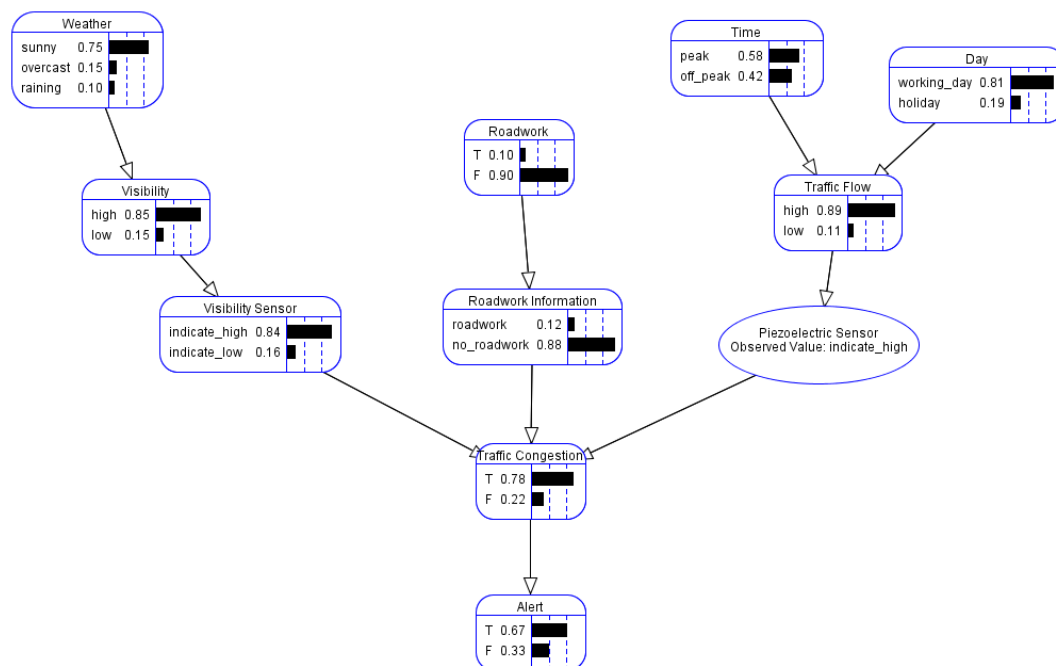 Weather
sunny 0.75
overcast 0.15
raining 0.10
Time
peak 0.58
off_peak 0.42
Day
working_day 0.81
holiday 0.19
Roadwork
T 0.10
F 0.90
Visibility
high 0.85
low 0.15
Traffic Flow
high 0.89
low 0.11
Visibility Sensor
indicate_high 0.84
indicate_low 0.16
Roadwork Information
roadwork 0.12
no_roadwork 0.88
Piezoelectric Sensor
Observed Value: indicate_high
Traffic Congestion
T 0.78
F 0.22
Alert
T 0.67
F 0.33